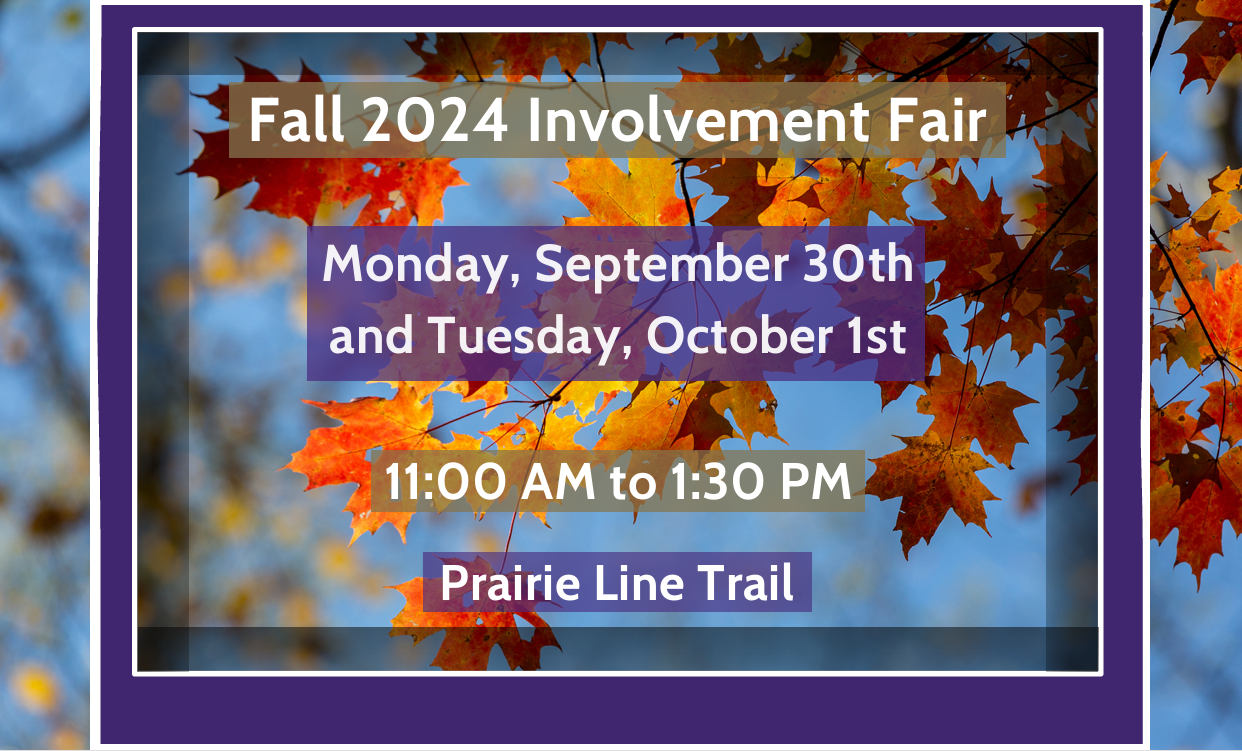 Fall 2024 Involvement Fair
Monday, September 30th
and Tuesday, October 1st
11:00 AM to 1:30 PM
Prairie Line Trail